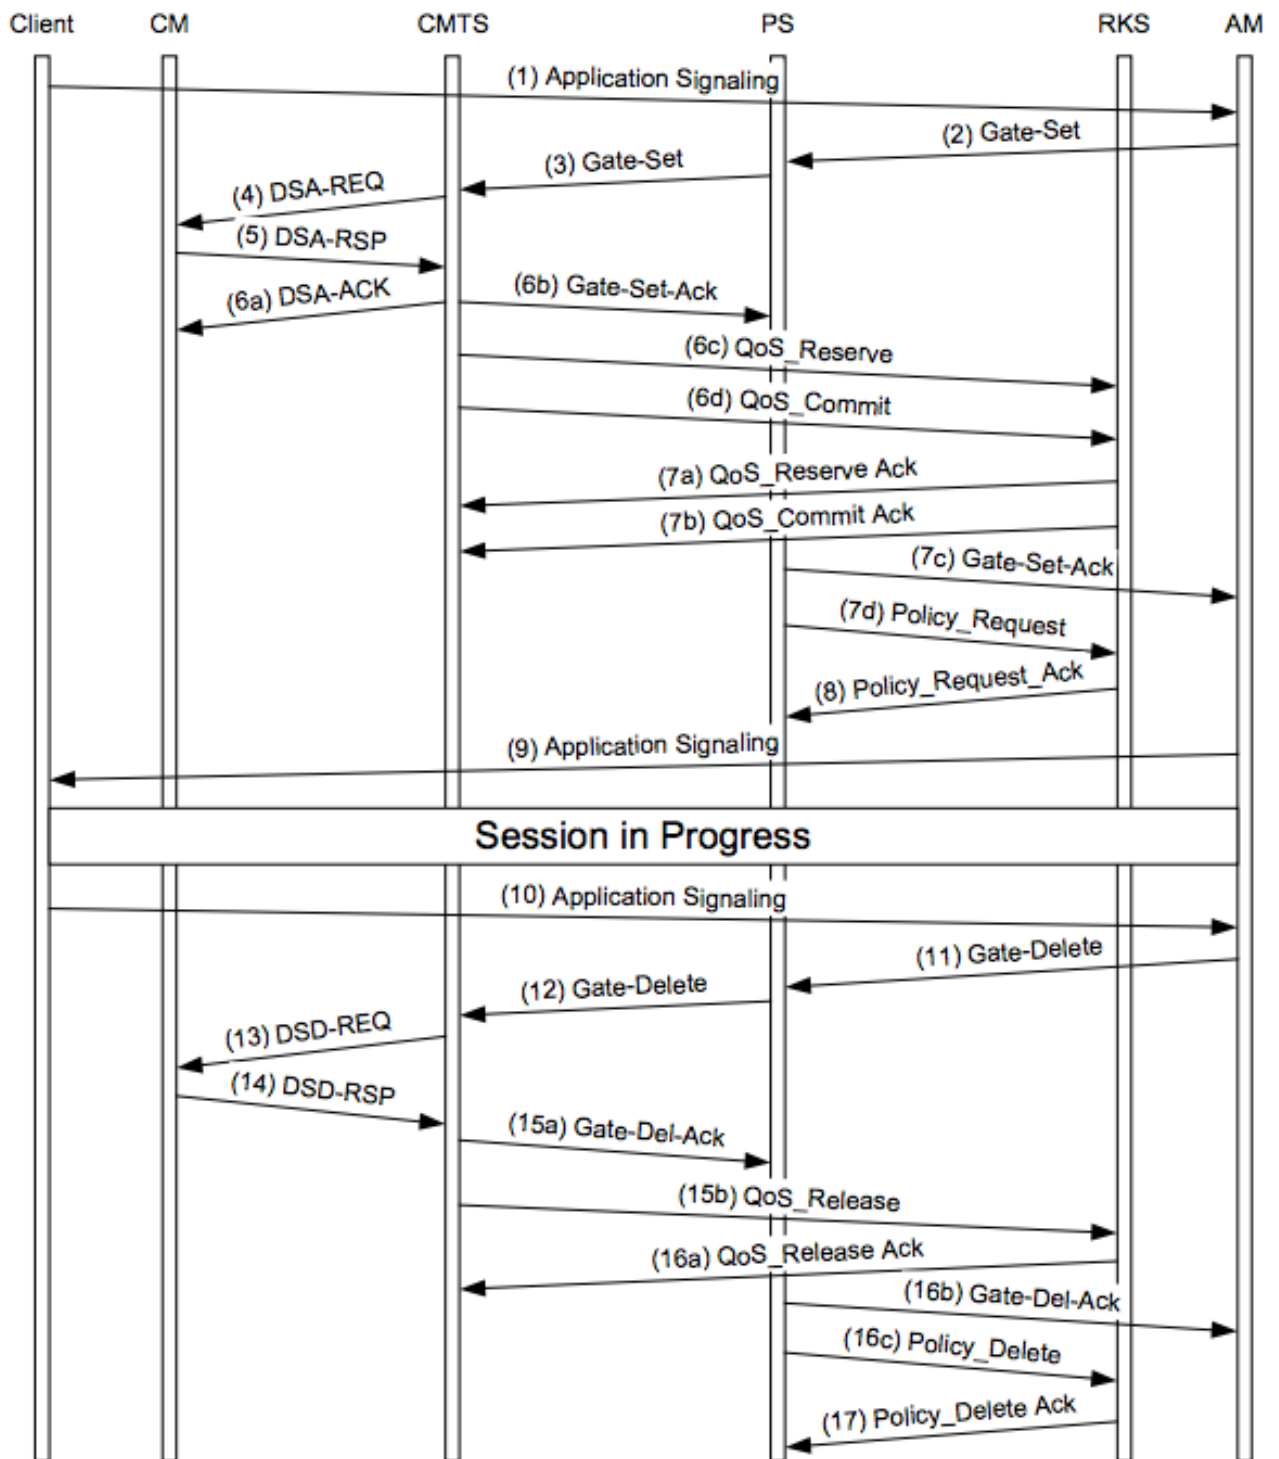 Client CM CMTS PS RKS AM
(1) Application Signaling
(2) Gate-Set
(3) Gate-Set
(4) DSA-REQ
(5) DSA-RSP
(6a) DSA-ACK
(6b) Gate-Set-Ack
(6c) QoS_Reserve
(6d) QoS_Commit
(7a) QoS_Reserve Ack
(7b) QoS_Commit Ack
(7c) Gate-Set-Ack
(7d) Policy_Request
(8) Policy_Request_Ack
(9) Application Signaling
Session in Progress
(10) Application Signaling
(11) Gate-Delete
(12) Gate-Delete
(13) DSD-REQ
(14) DSD-RSP
(15a) Gate-Del-Ack
(15b) QoS_Release
(16a) QoS_Release Ack
(16b) Gate-Del-Ack
(16c) Policy_Delete
(17) Policy_Delete Ack